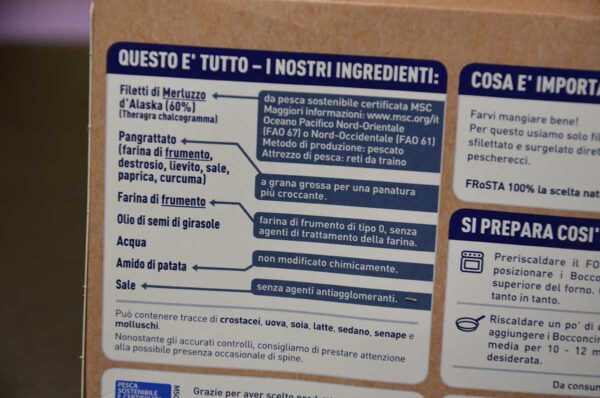 QUESTO E' TUTTO – I NOSTRI INGREDIENTI:
Filetti di Merluzzo
d'Alaska (60%)
(Theragra chalcogramma)
da pesca sostenibile certificata MSC
Maggiori informazioni: www.msc.org/it
Oceano Pacifico Nord-Orientale
(FAO 67) o Nord-Occidentale (FAO 61)
Metodo di produzione: pescato
Attrezzo di pesca: reti da traino
Pangrattato
(farina di frumento,
destrosio, lievito, sale,
paprica, curcuma)
a grana grossa per una panatura
più croccante.
Farina di frumento
farina di frumento di tipo 0, senza
agenti di trattamento della farina.
Olio di semi di girasole
Acqua
Amido di patata
non modificato chimicamente.
Sale
senza agenti antiagglomeranti.
Può contenere tracce di crostacei, uova, soia, latte, sedano, senape e
molluschi.
Nonostante gli accurati controlli, consigliamo di prestare attenzione
alla possibile presenza occasionale di spine.
PESCA
SOSTENIBILE
E CERTIFICATA
MSC
Grazie per aver scelto
COSA E' IMPORTA
Farvi mangiare bene!
Per questo usiamo solo fil
sfilettato e surgelato diret
pescherecci.
FRoSTA 100% la scelta nat
SI PREPARA COSI'
Preriscaldare il FO
posizionare i Bocco
superiore del forno.
tanto in tanto.
Riscaldare un po' di o
aggiungere i Bocconcin
media per 10 - 12 m
desiderata.
Da consum